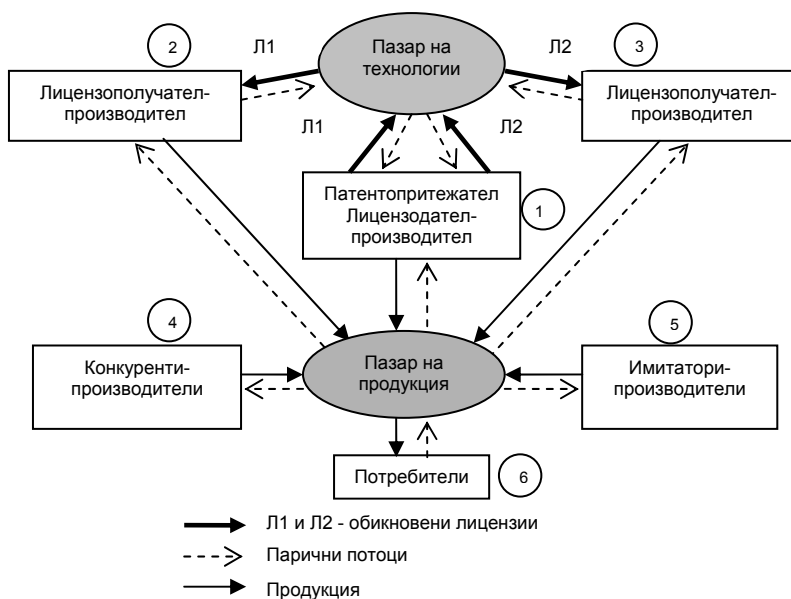 2
Л1
Пазар на
технологии
Л2
3
Лицензополучател-
производител
Лицензополучател-
производител
Л1
Л2
Патентопритежател
Лицензодател-
производител
1
4
5
Конкуренти-
производители
Пазар на
продукция
Имитатори-
производители
Потребители
6
Л1 и Л2 - обикновени лицензии
Парични потоци
Продукция